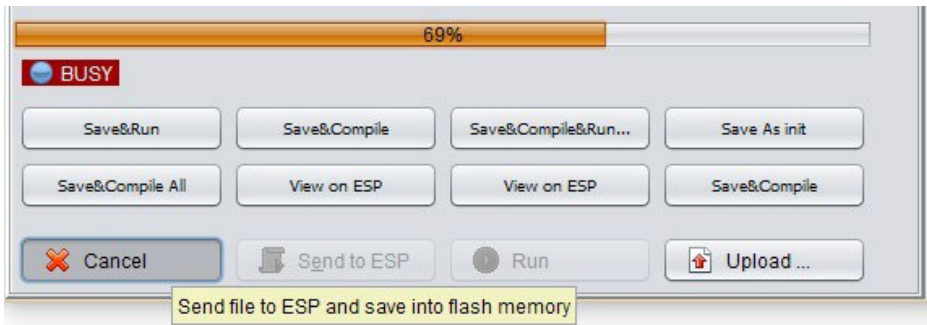 69%
BUSY
Save&Run Save&Compile Save&Compile&Run... Save As init
Save&Compile All View on ESP View on ESP Save&Compile
Cancel Send to ESP Run Upload ...
Send file to ESP and save into flash memory